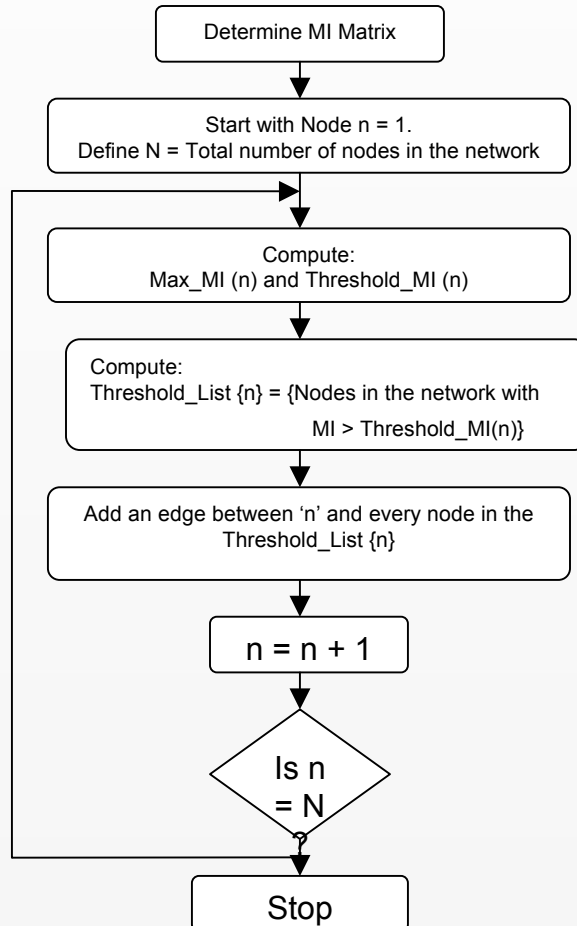 Determine MI Matrix
Start with Node n = 1.
Define N = Total number of nodes in the network
Compute:
Max_MI (n) and Threshold_MI (n)
Compute:
Threshold_List {n} = {Nodes in the network with
MI > Threshold_MI(n)}
Add an edge between ‘n’ and every node in the
Threshold_List {n}
n = n + 1
Is n
= N
?
Stop